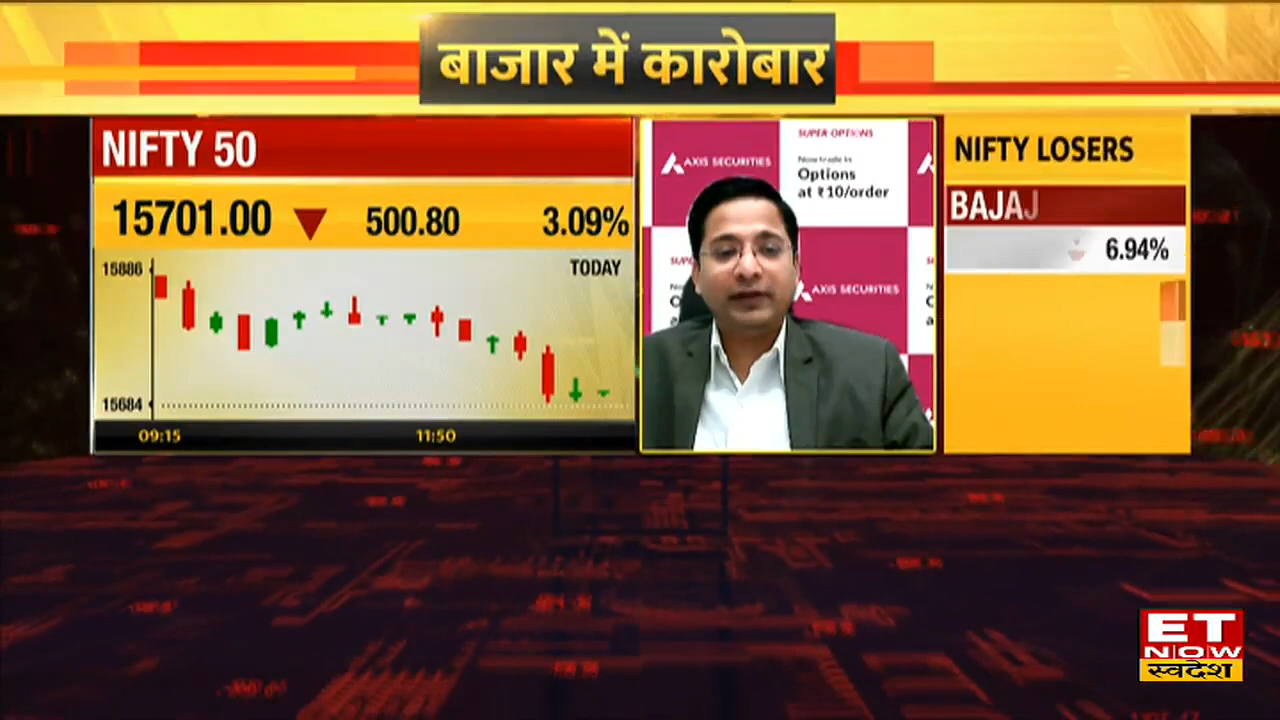 बाजार में कारोबार
NIFTY 50
15701.00 500.80 3.09%
15886
TODAY
15684
09:15 11:50
AXIS SECURITIES
SUPER OPTIONS
Now trade in
Options
at ₹10/order
AXIS SECURITIES
NIFTY LOSERS
BAJAJ
6.94%
ET
NOW
स्वदेश